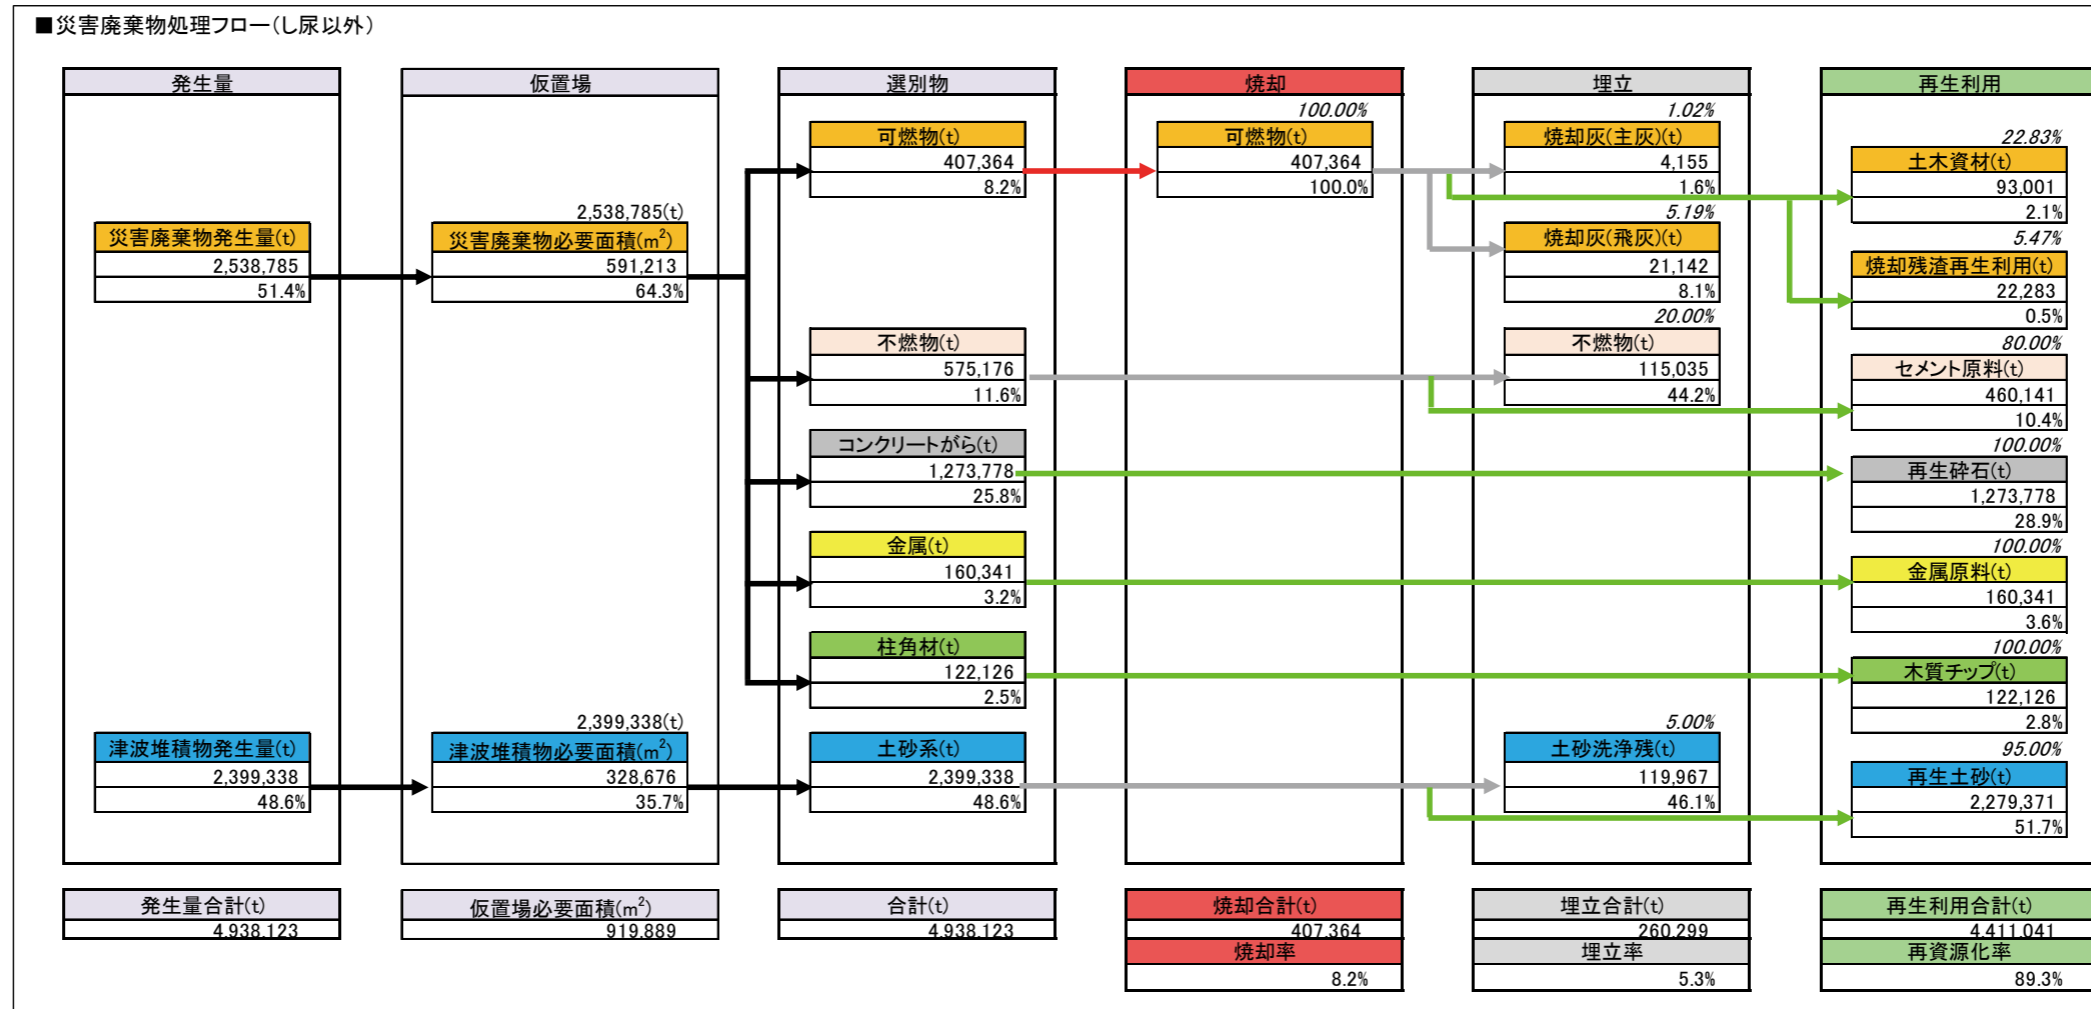 ■災害廃棄物処理フロー(し尿以外)
発生量
災害廃棄物発生量(t)
2,538,785
51.4%
津波堆積物発生量(t)
2,399,338
48.6%
発生量合計(t)
4,938,123
仮置場
2,538,785(t)
災害廃棄物必要面積(m²)
591,213
64.3%
2,399,338(t)
津波堆積物必要面積(m²)
328,676
35.7%
仮置場必要面積(m²)
919,889
選別物
可燃物(t)
407,364
8.2%
不燃物(t)
575,176
11.6%
コンクリートがら(t)
1,273,778
25.8%
金属(t)
160,341
3.2%
柱角材(t)
122,126
2.5%
土砂系(t)
2,399,338
48.6%
合計(t)
4,938,123
焼却
100.00%
可燃物(t)
407,364
100.0%
焼却合計(t)
407,364
焼却率
8.2%
埋立
1.02%
焼却灰(主灰)(t)
4,155
1.6%
5.19%
焼却灰(飛灰)(t)
21,142
8.1%
20.00%
不燃物(t)
115,035
44.2%
5.00%
土砂洗浄残(t)
119,967
46.1%
埋立合計(t)
260,299
埋立率
5.3%
再生利用
22.83%
土木資材(t)
93,001
2.1%
5.47%
焼却残渣再生利用(t)
22,283
0.5%
80.00%
セメント原料(t)
460,141
10.4%
100.00%
再生砕石(t)
1,273,778
28.9%
100.00%
金属原料(t)
160,341
3.6%
100.00%
木質チップ(t)
122,126
2.8%
95.00%
再生土砂(t)
2,279,371
51.7%
再生利用合計(t)
4,411,041
再資源化率
89.3%